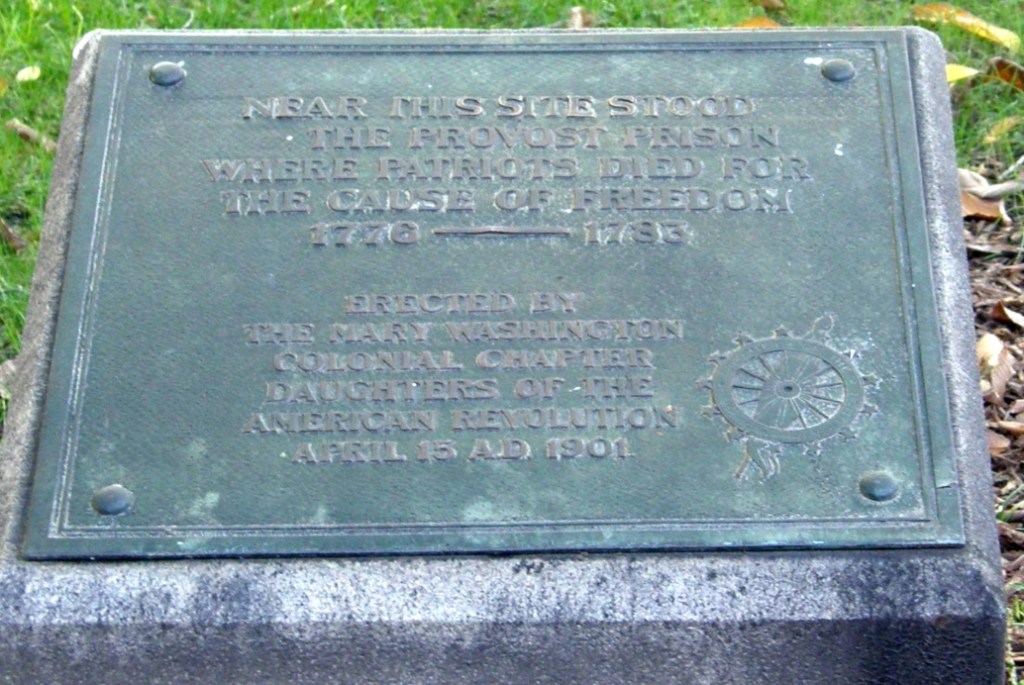 NEAR THIS SITE STOOD
THE PROVOST PRISON
WHERE PATRIOTS DIED FOR
THE CAUSE OF FREEDOM
1776 — 1783
ERECTED BY
THE MARY WASHINGTON
COLONIAL CHAPTER
DAUGHTERS OF THE
AMERICAN REVOLUTION
APRIL 15 A.D. 1901